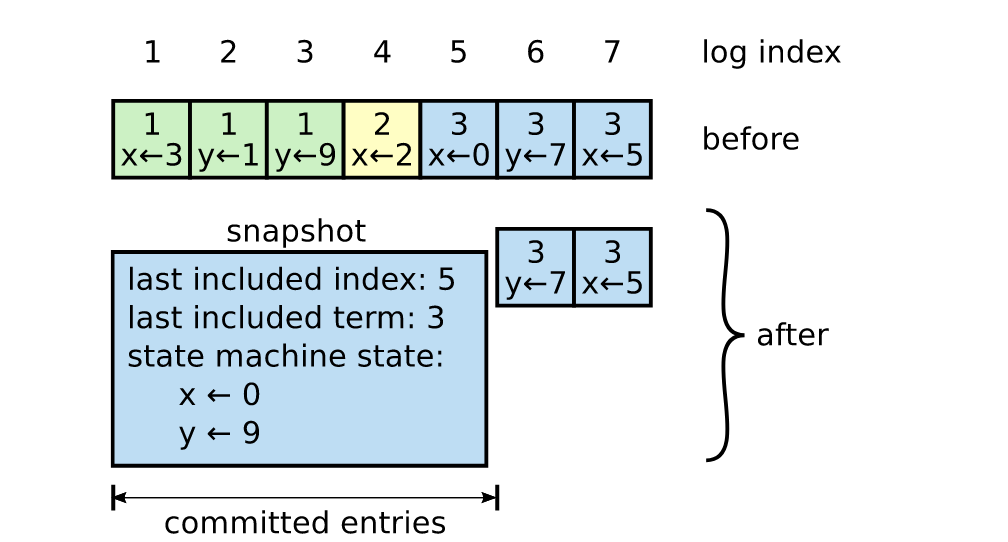 1 2 3 4 5 6 7 log index
1 1 1 2 3 3 3
x←3 y←1 y←9 x←2 x←0 y←7 x←5
before
snapshot
last included index: 5
last included term: 3
state machine state:
x ← 0
y ← 9
3 3
y←7 x←5
after
committed entries